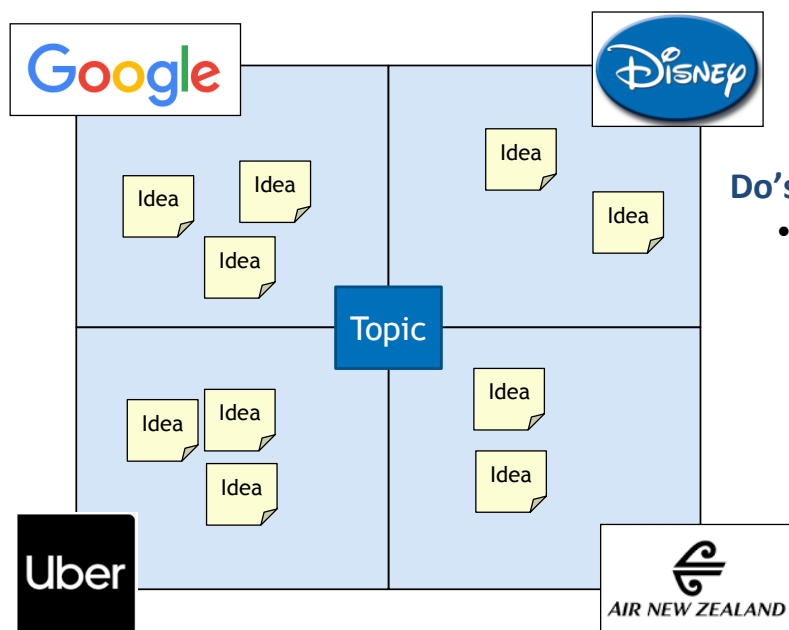 Google
DISNEY
Idea
Idea
Idea
Idea
Idea
Do's
•
Topic
Idea
Idea
Idea
Idea
Idea
Uber
AIR NEW ZEALAND